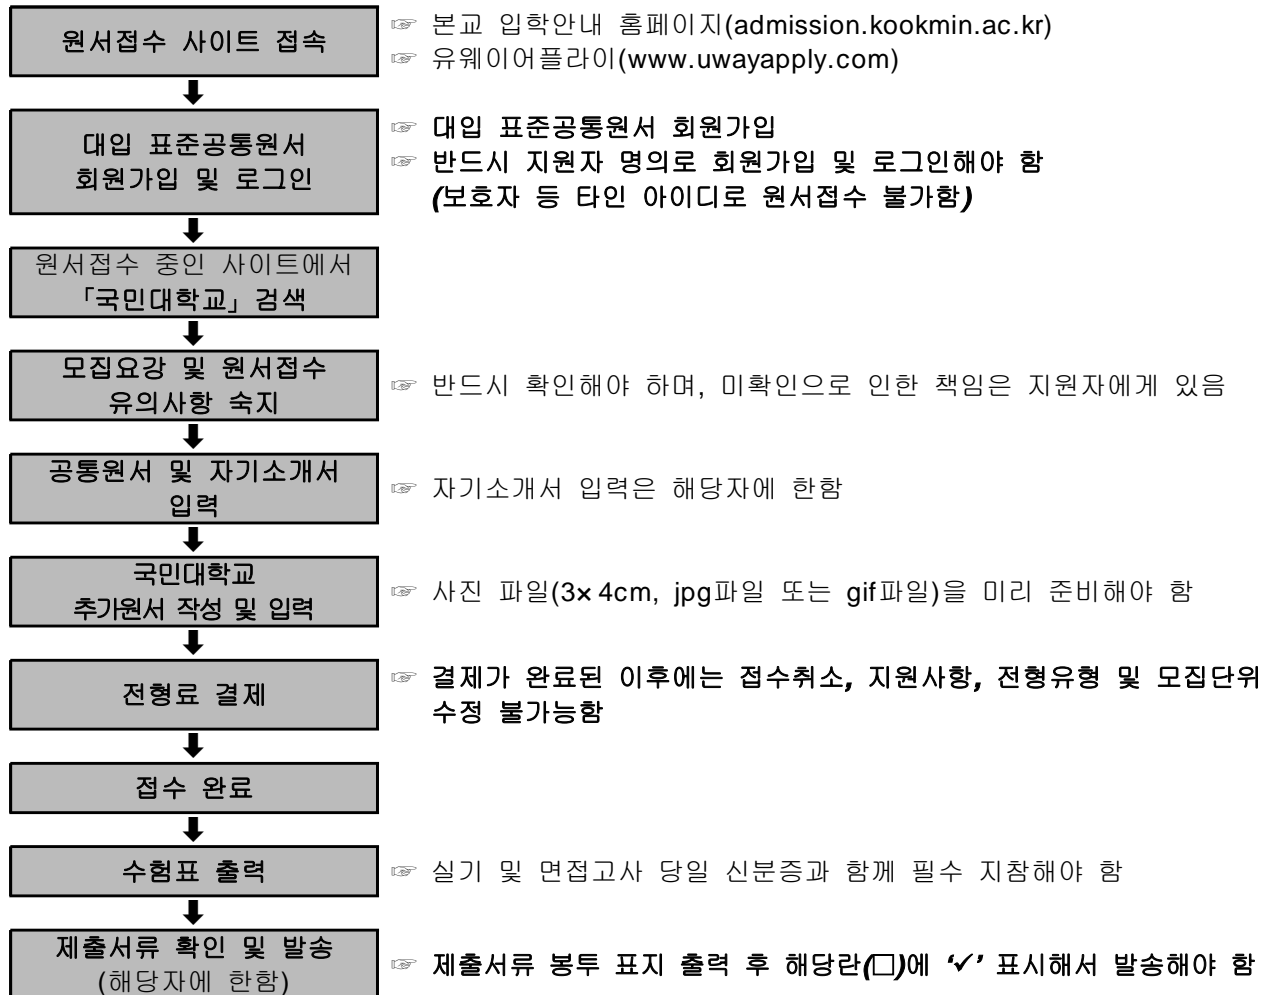 원서접수 사이트 접속
☞ 본교 입학안내 홈페이지(admission.kookmin.ac.kr)
☞ 유웨이어플라이(www.uwayapply.com)
대입 표준공통원서
회원가입 및 로그인
☞ 대입 표준공통원서 회원가입
☞ 반드시 지원자 명의로 회원가입 및 로그인해야 함
(보호자 등 타인 아이디로 원서접수 불가함)
원서접수 중인 사이트에서
「국민대학교」 검색
모집요강 및 원서접수
유의사항 숙지
☞ 반드시 확인해야 하며, 미확인으로 인한 책임은 지원자에게 있음
공통원서 및 자기소개서
입력
☞ 자기소개서 입력은 해당자에 한함
국민대학교
추가원서 작성 및 입력
☞ 사진 파일(3×4cm, jpg파일 또는 gif파일)을 미리 준비해야 함
전형료 결제
☞ 결제가 완료된 이후에는 접수취소, 지원사항, 전형유형 및 모집단위
수정 불가능함
접수 완료
수험표 출력
☞ 실기 및 면접고사 당일 신분증과 함께 필수 지참해야 함
제출서류 확인 및 발송
(해당자에 한함)
☞ 제출서류 봉투 표지 출력 후 해당란(□)에 ‘✓’ 표시해서 발송해야 함